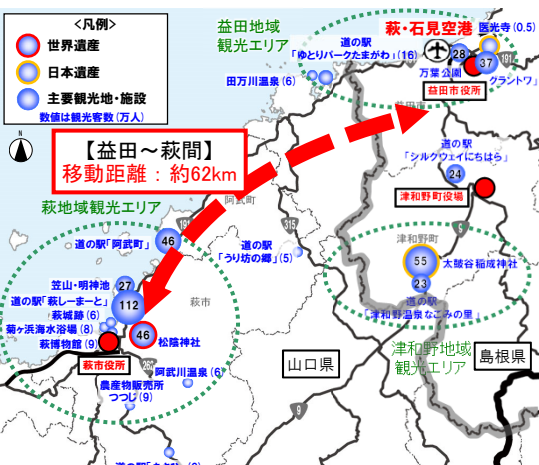 <凡例>
世界遺産
日本遺産
主要観光地・施設
数値は観光客数(万人)
N
益田地域
観光エリア
萩・石見空港
医光寺(0.5)
道の駅
「ゆとりパークたまがわ」(16)
28
37
191
万葉公園
グラントワ
益田市役所
益田市
田万川温泉(6)
【益田～萩間】
移動距離：約62km
道の駅
「シルクウェイにちはら」
24
津和野町役場
萩地域観光エリア
阿武町
191
315
9
道の駅「阿武町」
46
道の駅
「うり坊の郷」(5)
津和野町
55
太皷谷稲成神社
23
道の駅
「津和野温泉なごみの里」
笠山・明神池
27
道の駅「萩しーまーと」
112
萩城跡(6)
菊ヶ浜海水浴場(8)
萩博物館(9)
46
松陰神社
萩市
萩市役所
262
阿武川温泉(6)
農産物販売所
つつじ(9)
山口県
津和野地域
観光エリア
島根県
9